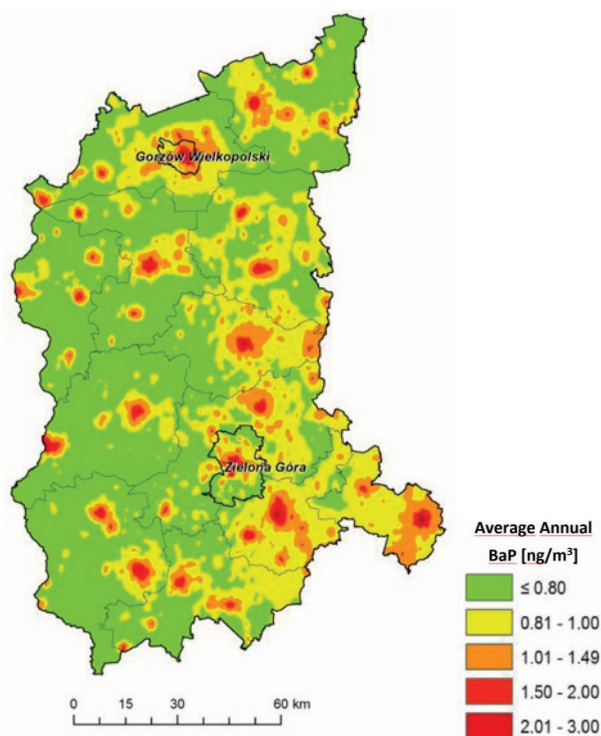 Gorzów Wielkopolski
Zielona Góra
Average Annual
BaP [ng/m³]
≤ 0.80
0.81 - 1.00
1.01 - 1.49
1.50 - 2.00
2.01 - 3.00
0 15 30 60 km